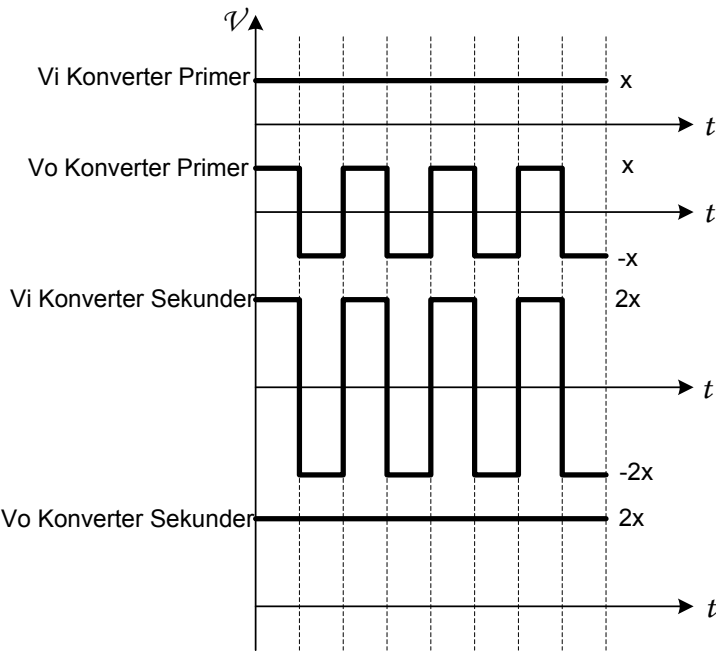 V
Vi Konverter Primer x
t
Vo Konverter Primer x
t
-x
Vi Konverter Sekunder 2x
t
-2x
Vo Konverter Sekunder 2x
t